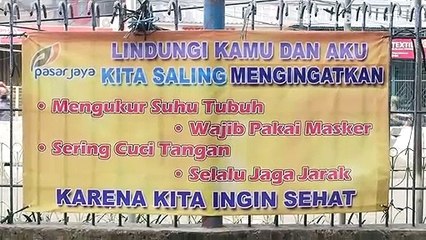 LINDUNGI KAMU DAN AKU
pasarjaya
KITA SALING MENGINGATKAN
• Mengukur Suhu Tubuh
• Wajib Pakai Masker
• Sering Cuci Tangan
• Selalu Jaga Jarak
KARENA KITA INGIN SEHAT
TEXTIL